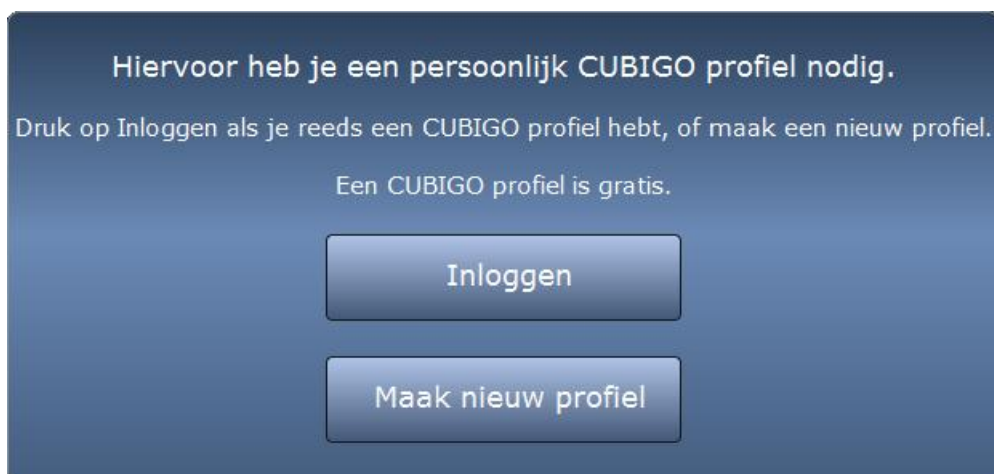 Hiervoor heb je een persoonlijk CUBIGO profiel nodig.
Druk op Inloggen als je reeds een CUBIGO profiel hebt, of maak een nieuw profiel.
Een CUBIGO profiel is gratis.
Inloggen
Maak nieuw profiel